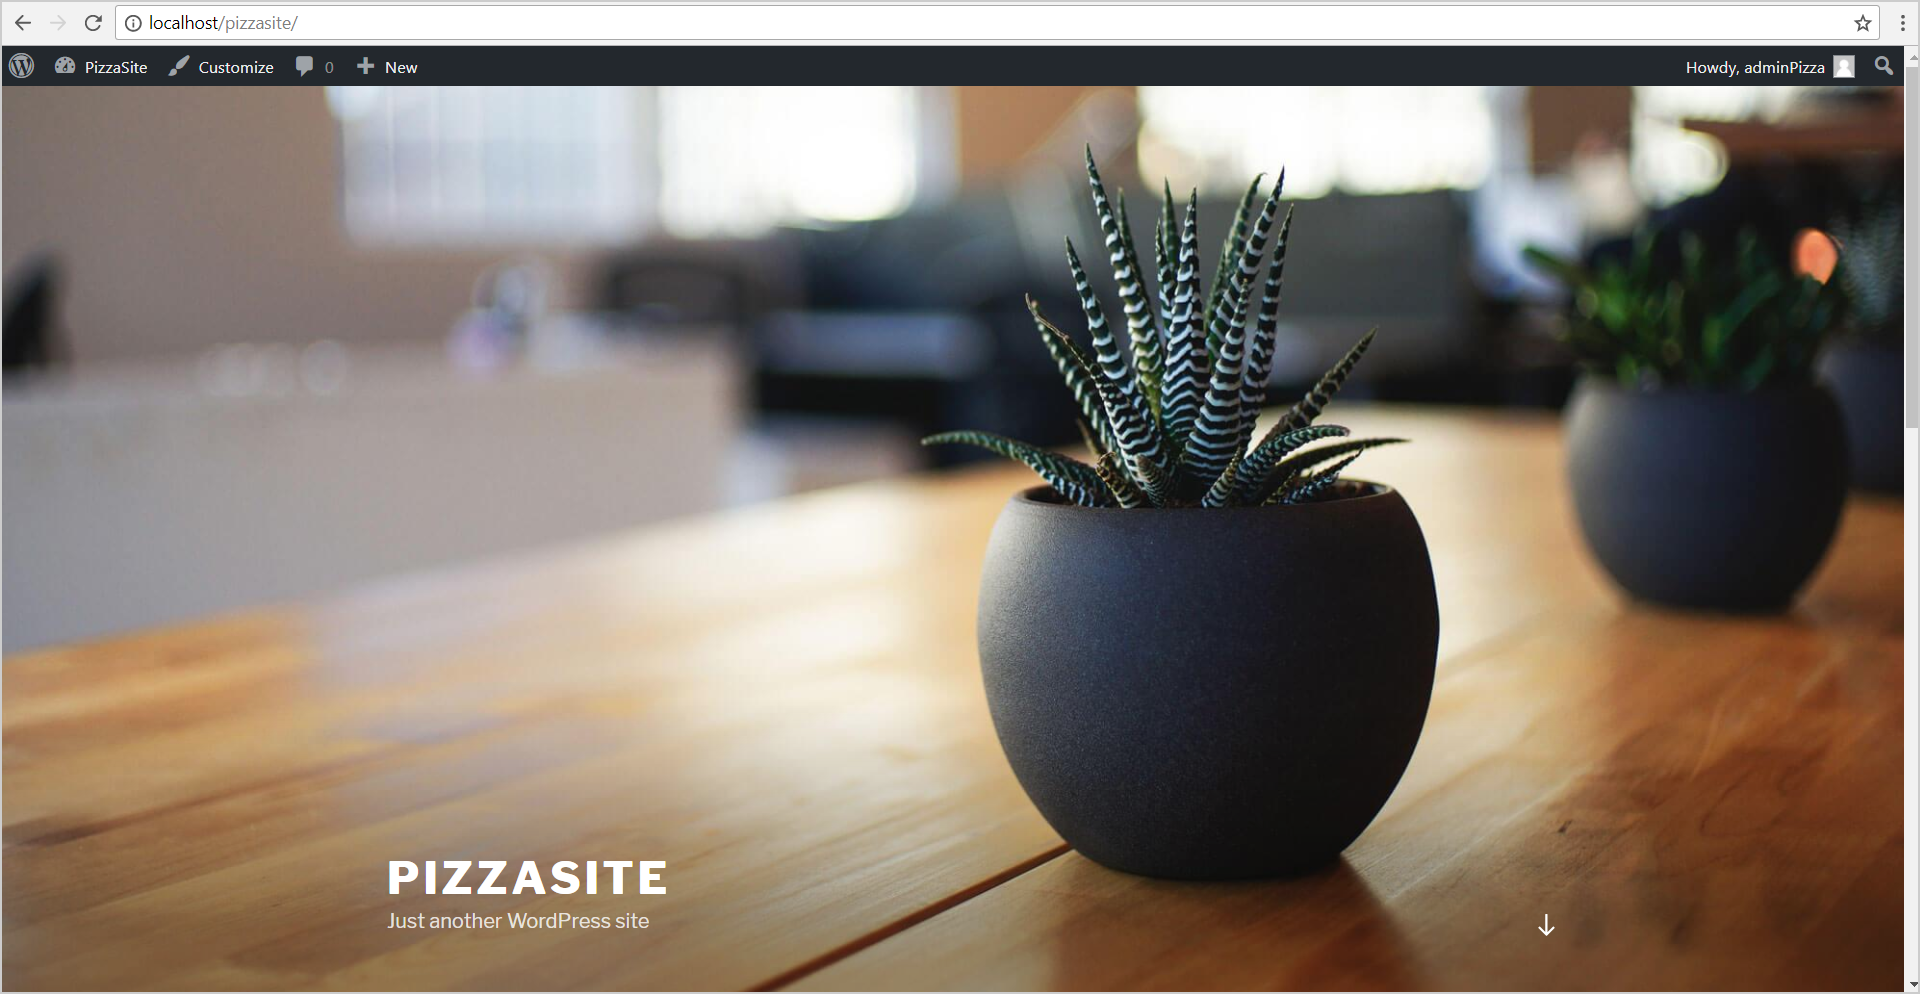 localhost/pizzasite/
PizzaSite Customize 0 New Howdy, adminPizza
PIZZASITE
Just another WordPress site